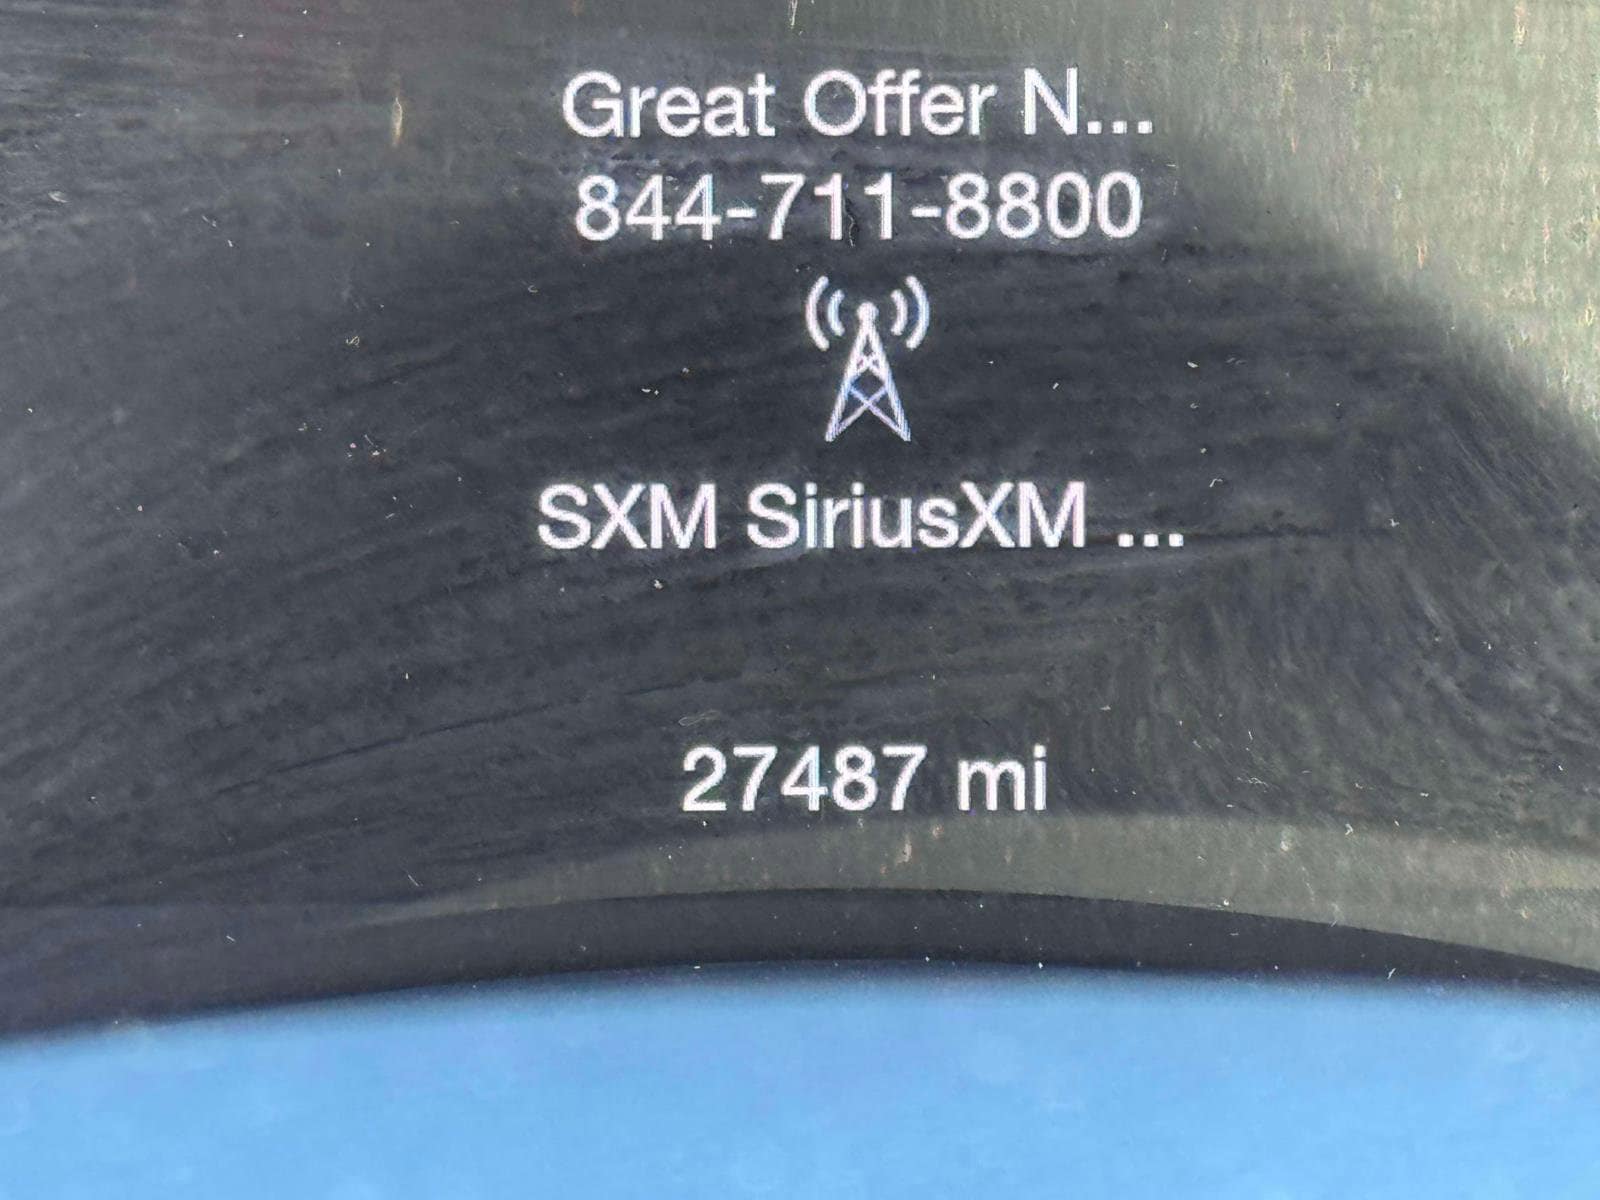 Great Offer N...
844-711-8800
SXM SiriusXM ...
27487 mi